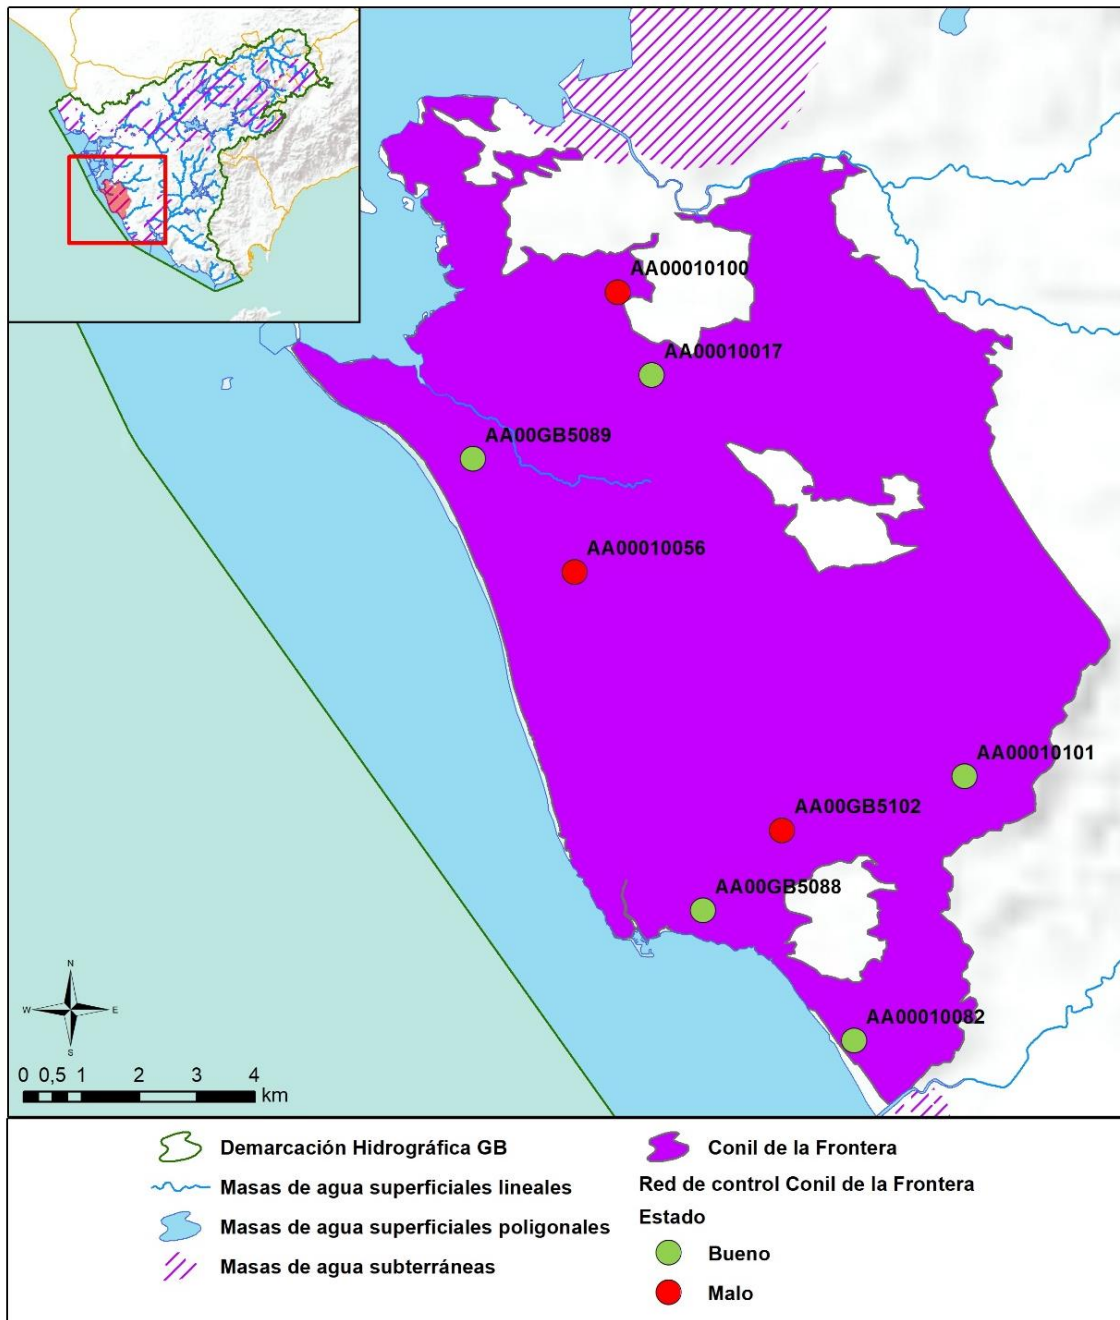 AA00010100
AA00010017
AA00GB5089
AA00010056
AA00010101
AA00GB5102
AA00GB5088
AA00010082
N
W E
S
0 0,5 1 2 3 4
km
Demarcación Hidrográfica GB
Masas de agua superficiales lineales
Masas de agua superficiales poligonales
Masas de agua subterráneas
Conil de la Frontera
Red de control Conil de la Frontera
Estado
Bueno
Malo